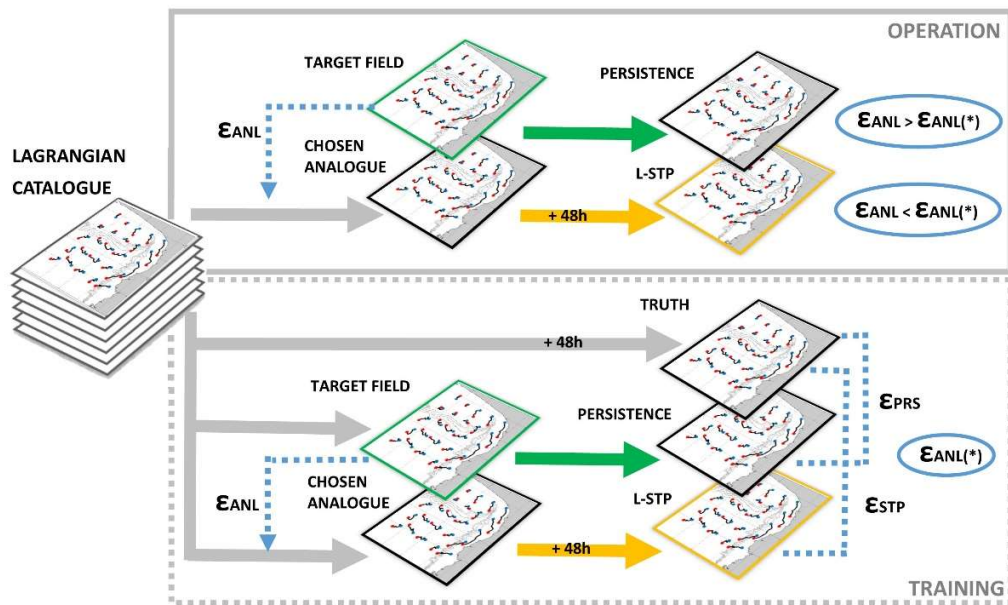 OPERATION
TARGET FIELD
PERSISTENCE
εANL
εANL > εANL(*)
LAGRANGIAN
CATALOGUE
CHOSEN
ANALOGUE
L-STP
+ 48h
εANL < εANL(*)
TRUTH
+ 48h
TARGET FIELD
PERSISTENCE
εPRS
εANL(*)
εANL
CHOSEN
ANALOGUE
L-STP
εSTP
+ 48h
TRAINING